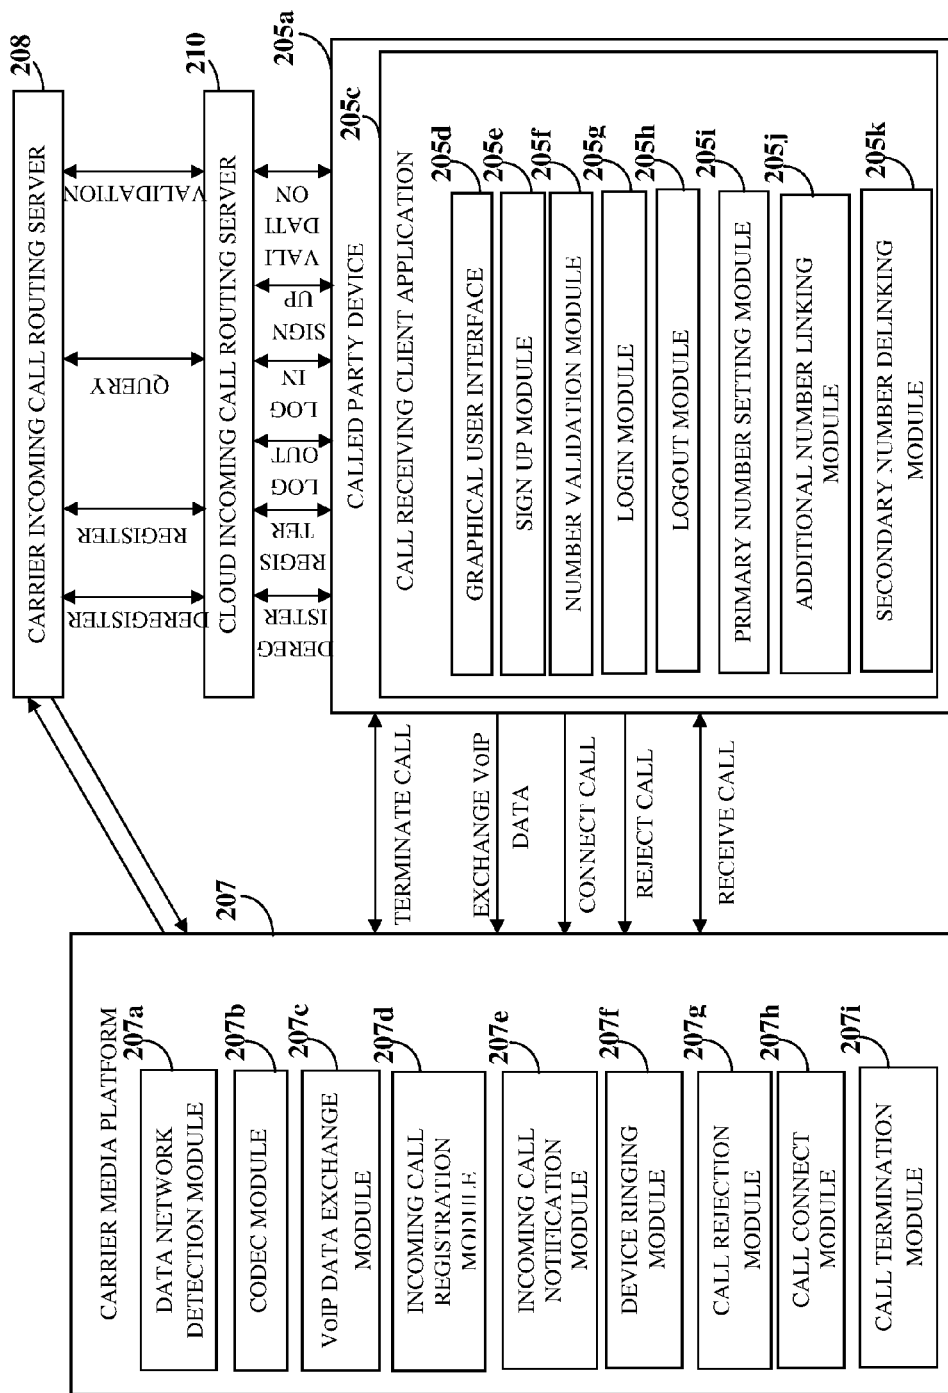 CARRIER MEDIA PLATFORM
207
DATA NETWORK
DETECTION MODULE
207a
CODEC MODULE
207b
VoIP DATA EXCHANGE
MODULE
207c
INCOMING CALL
REGISTRATION
MODULE
207d
INCOMING CALL
NOTIFICATION
MODULE
207e
DEVICE RINGING
MODULE
207f
CALL REJECTION
MODULE
207g
CALL CONNECT
MODULE
207h
CALL TERMINATION
MODULE
207i
TERMINATE CALL
EXCHANGE VoIP
DATA
CONNECT CALL
REJECT CALL
RECEIVE CALL
CARRIER INCOMING CALL ROUTING SERVER
208
DEREGISTER
REGISTER
QUERY
VALIDATION
CLOUD INCOMING CALL ROUTING SERVER
210
DEREG
ISTER
REGIS
TER
LOG
OUT
LOG
IN
SIGN
UP
VALI
DATI
ON
CALLED PARTY DEVICE
205a
CALL RECEIVING CLIENT APPLICATION
205c
GRAPHICAL USER INTERFACE
205d
SIGN UP MODULE
205e
NUMBER VALIDATION MODULE
205f
LOGIN MODULE
205g
LOGOUT MODULE
205h
PRIMARY NUMBER SETTING MODULE
205i
ADDITIONAL NUMBER LINKING
MODULE
205j
SECONDARY NUMBER DELINKING
MODULE
205k